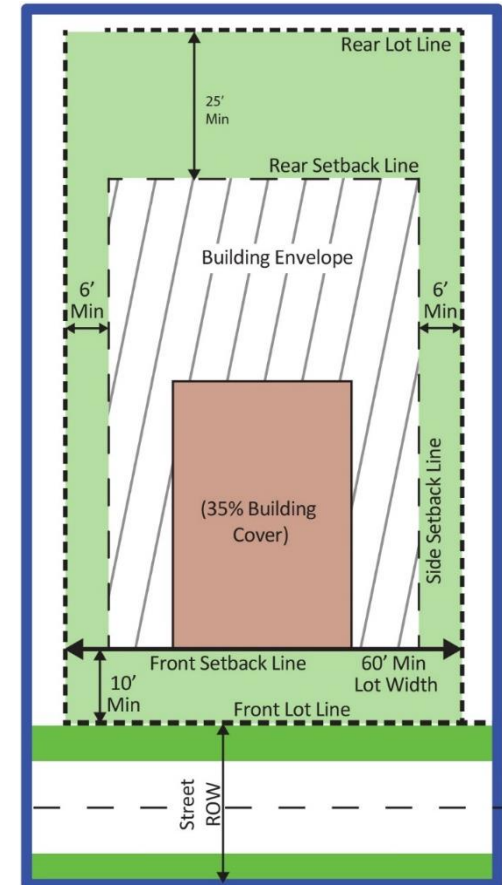 Rear Lot Line
25'
Min
Rear Setback Line
Building Envelope
6'
Min
6'
Min
(35% Building
Cover)
Side Setback Line
Front Setback Line
60' Min
Lot Width
10'
Min
Front Lot Line
Street
ROW